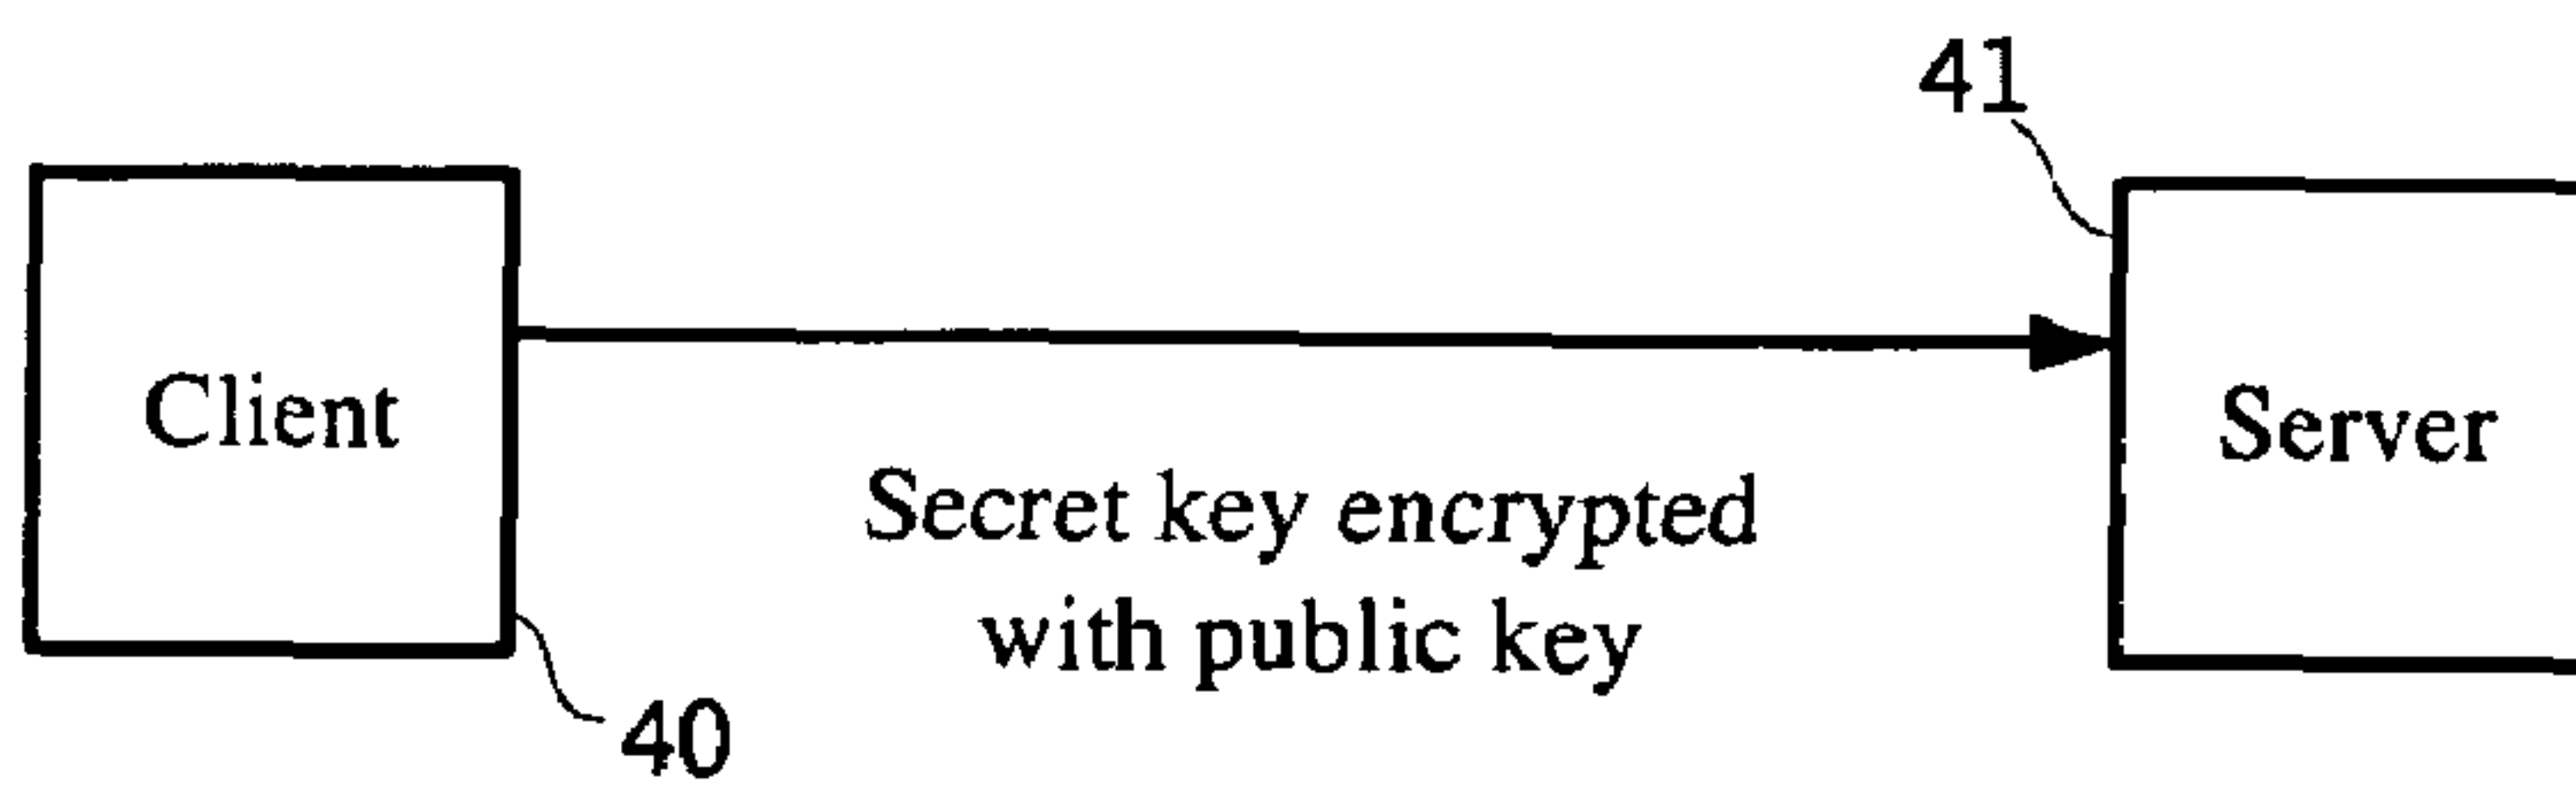 41
Client
Server
Secret key encrypted
with public key
40